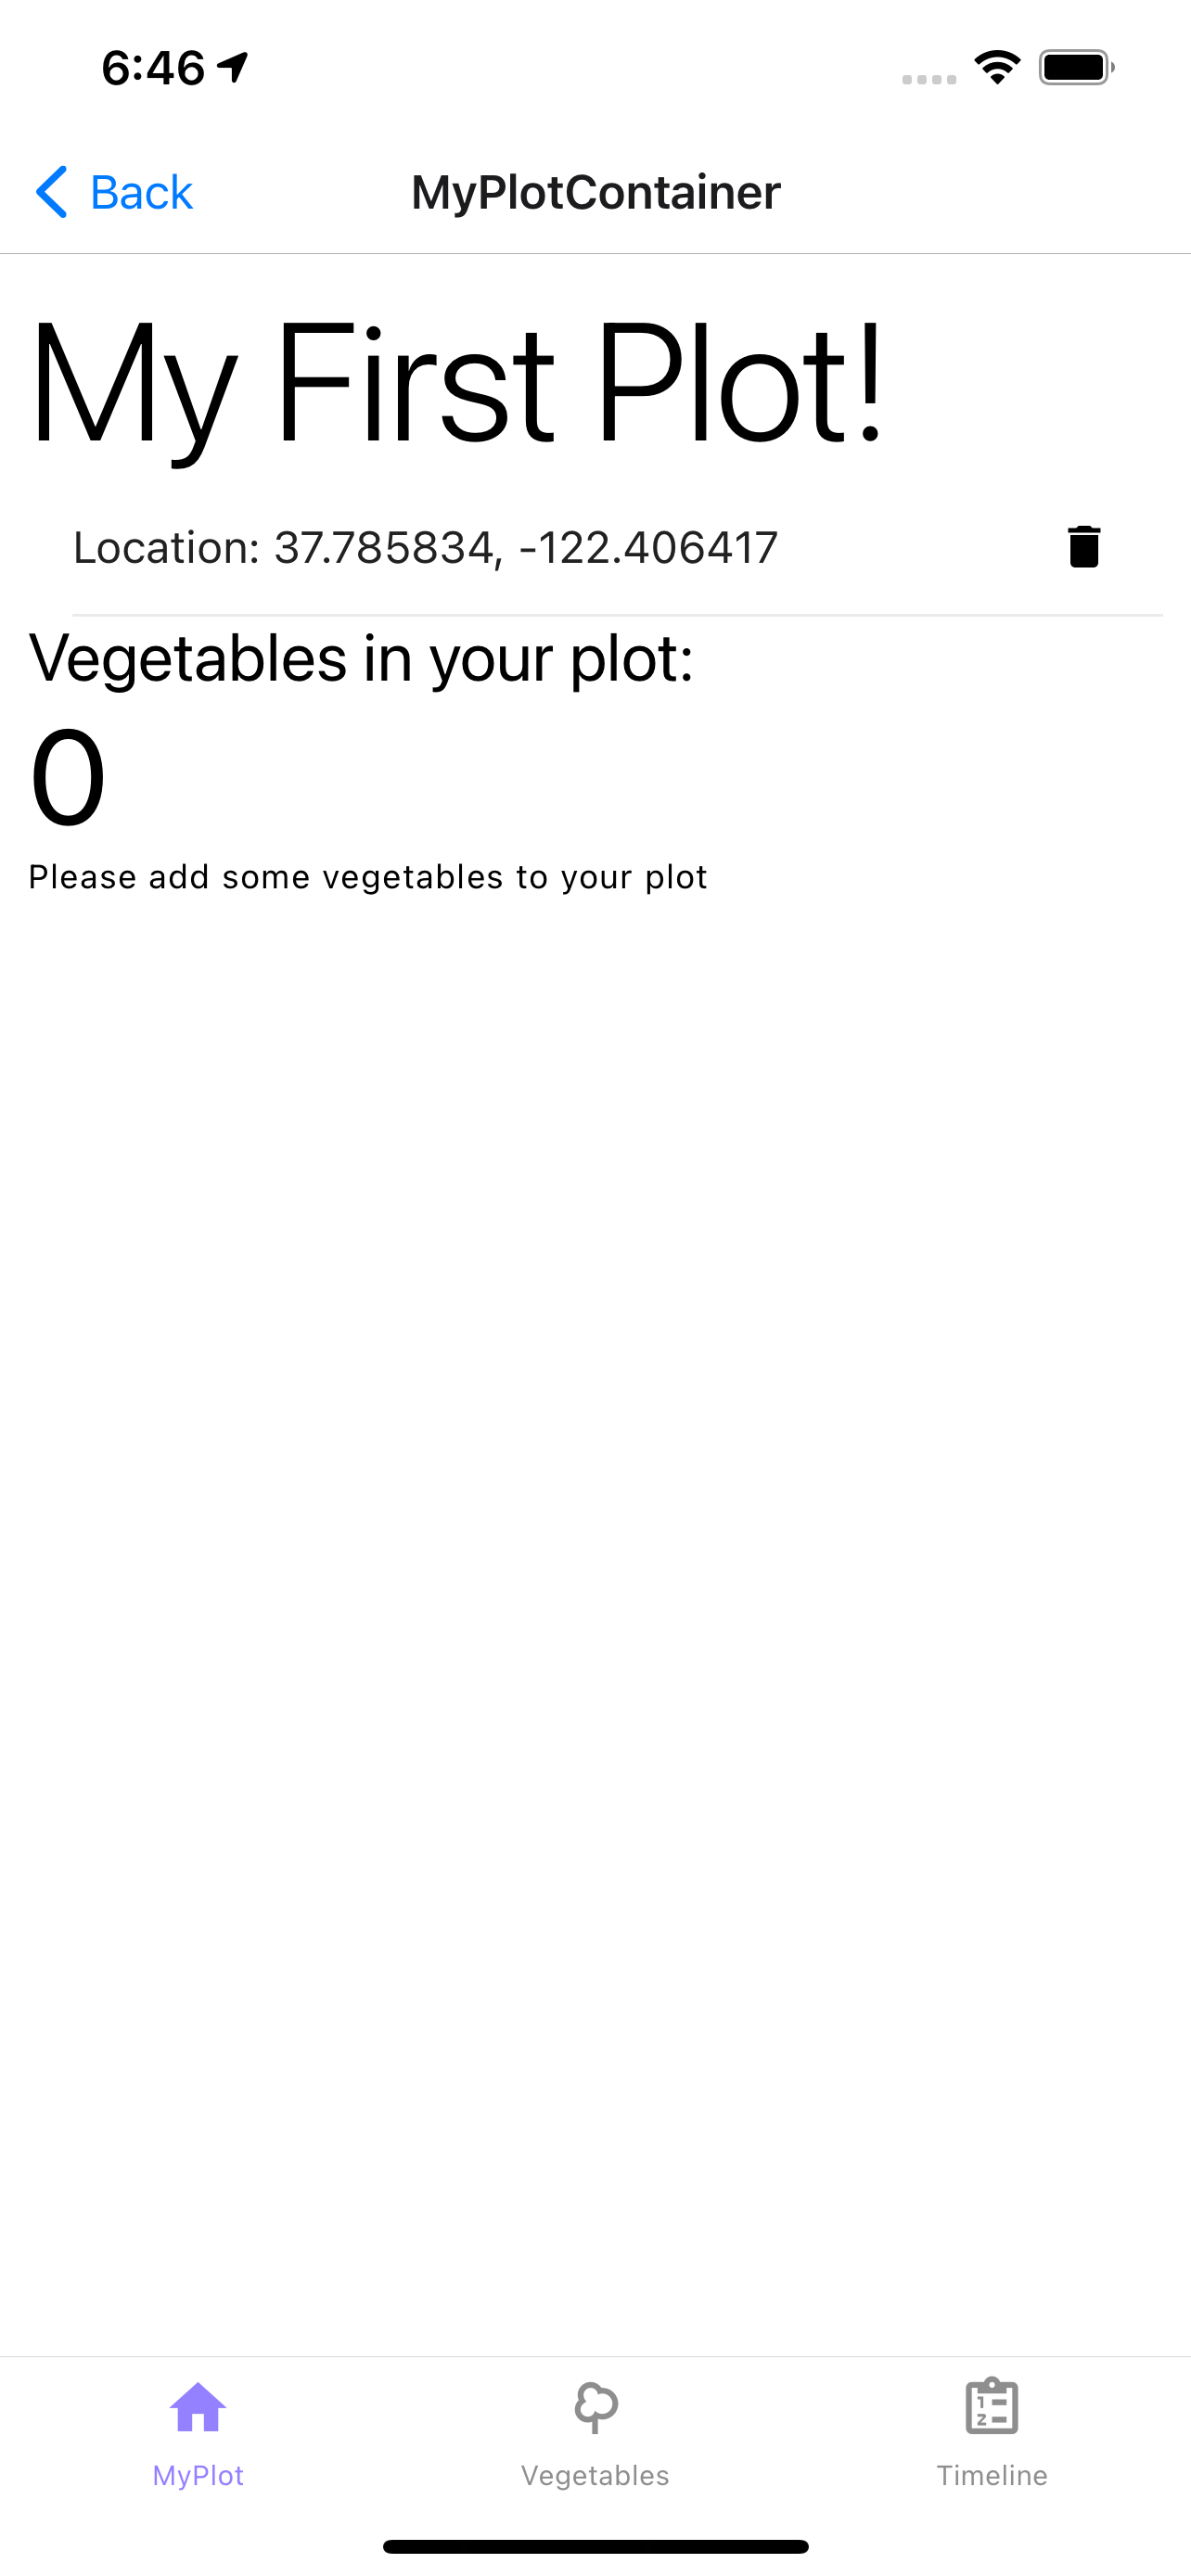 6:46
Back
MyPlotContainer
My First Plot!
Location: 37.785834, -122.406417
Vegetables in your plot:
0
Please add some vegetables to your plot
MyPlot
Vegetables
Timeline